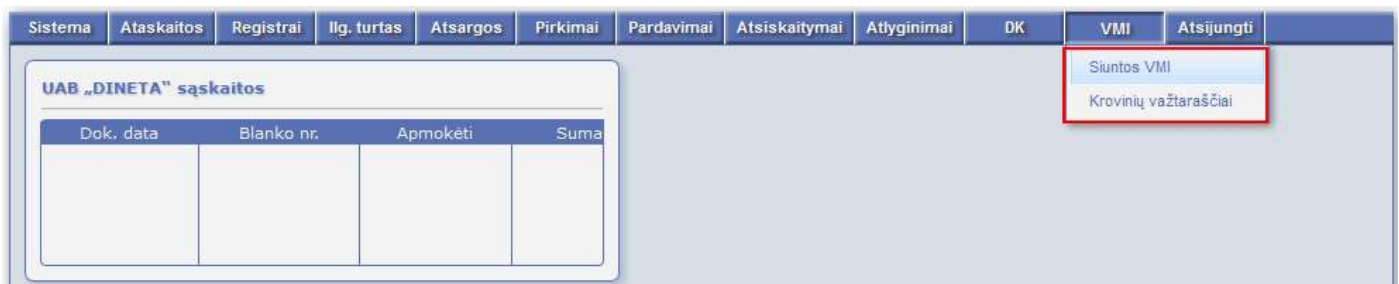 Sistema Ataskaitos Registrai Ilg. turtas Atsargos Pirkimai Pardavimai Atsiskaitymai Atlyginimai DK VMI Atsijungti
Siuntos VMI
Krovinių važtaraščiai
UAB „DINETA“ sąskaitos
Dok. data Blanko nr. Apmokėti Suma